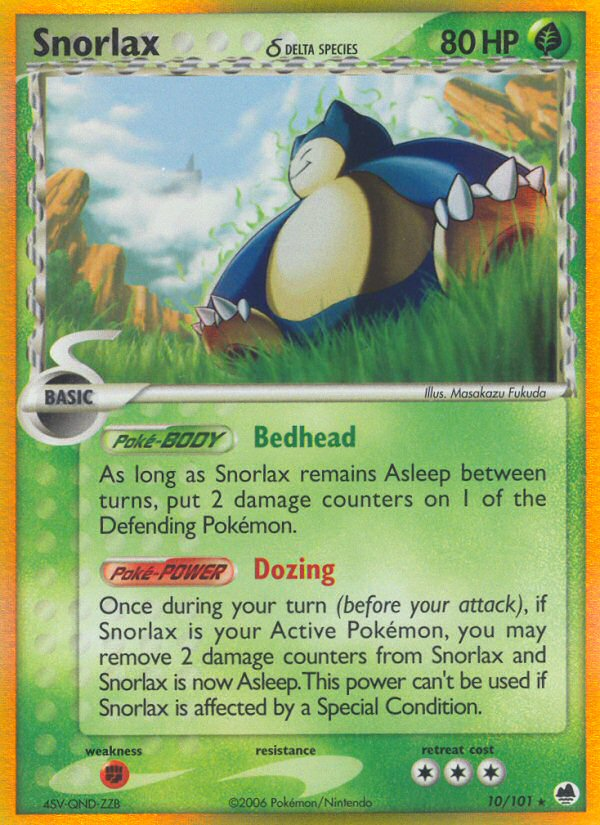 Snorlax δ DELTA SPECIES 80 HP
BASIC
Illus. Masakazu Fukuda
Poké-BODY Bedhead
As long as Snorlax remains Asleep between
turns, put 2 damage counters on 1 of the
Defending Pokémon.
Poké-POWER Dozing
Once during your turn (before your attack), if
Snorlax is your Active Pokémon, you may
remove 2 damage counters from Snorlax and
Snorlax is now Asleep. This power can't be used if
Snorlax is affected by a Special Condition.
weakness resistance retreat cost
4SV-QND-ZZB ©2006 Pokémon/Nintendo 10/101 ★